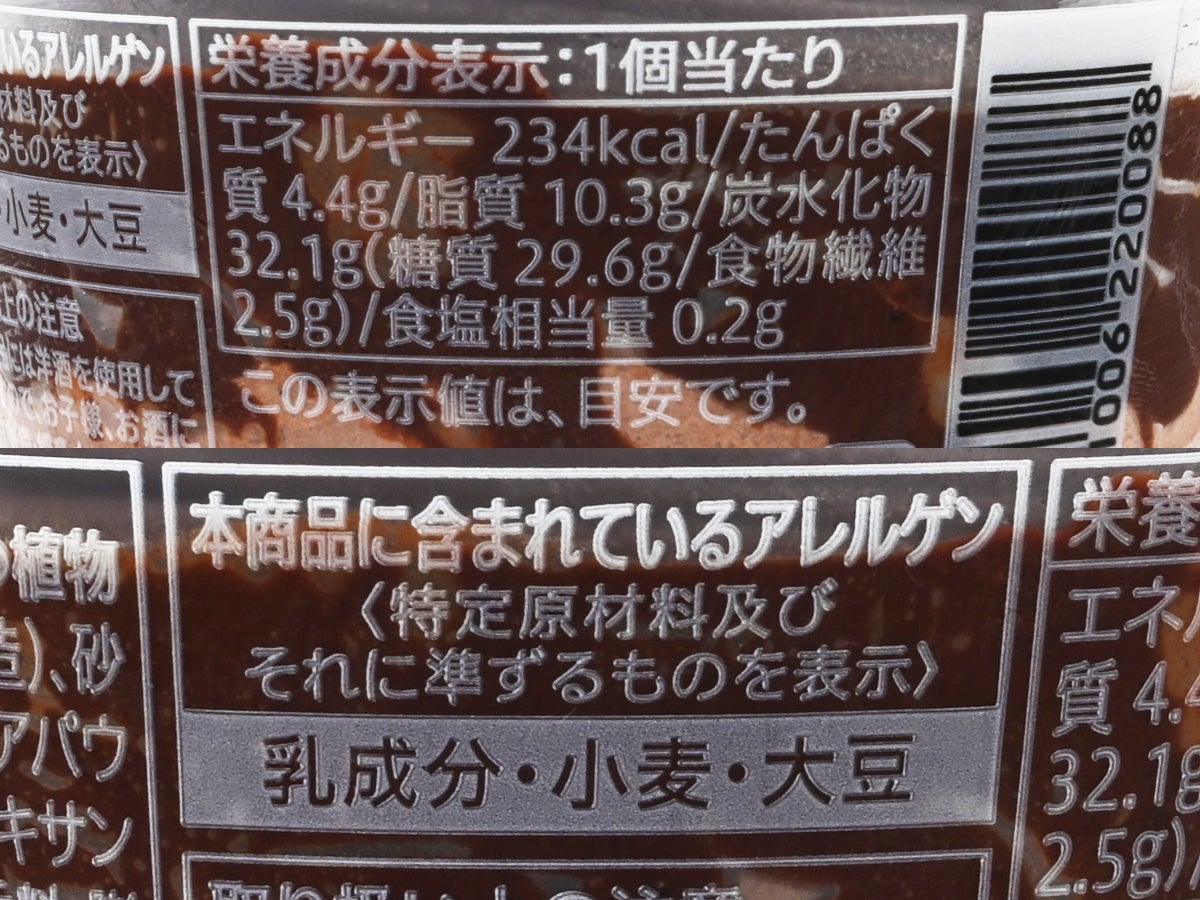 いるアレルゲン
材料及び
るものを表示〉
小麦・大豆
上の注意
には洋酒を使用して
お子様、お酒に
栄養成分表示：1個当たり
エネルギー 234kcal/たんぱく
質 4.4g/脂質 10.3g/炭水化物
32.1g(糖質 29.6g/食物繊維
2.5g)/食塩相当量 0.2g
この表示値は、目安です。
006220088
植物
造)、砂
アパウ
キサン
本商品に含まれているアレルゲン
〈特定原材料及び
それに準ずるものを表示〉
乳成分・小麦・大豆
栄養
エネ
質 4.4
32.1g
2.5g)